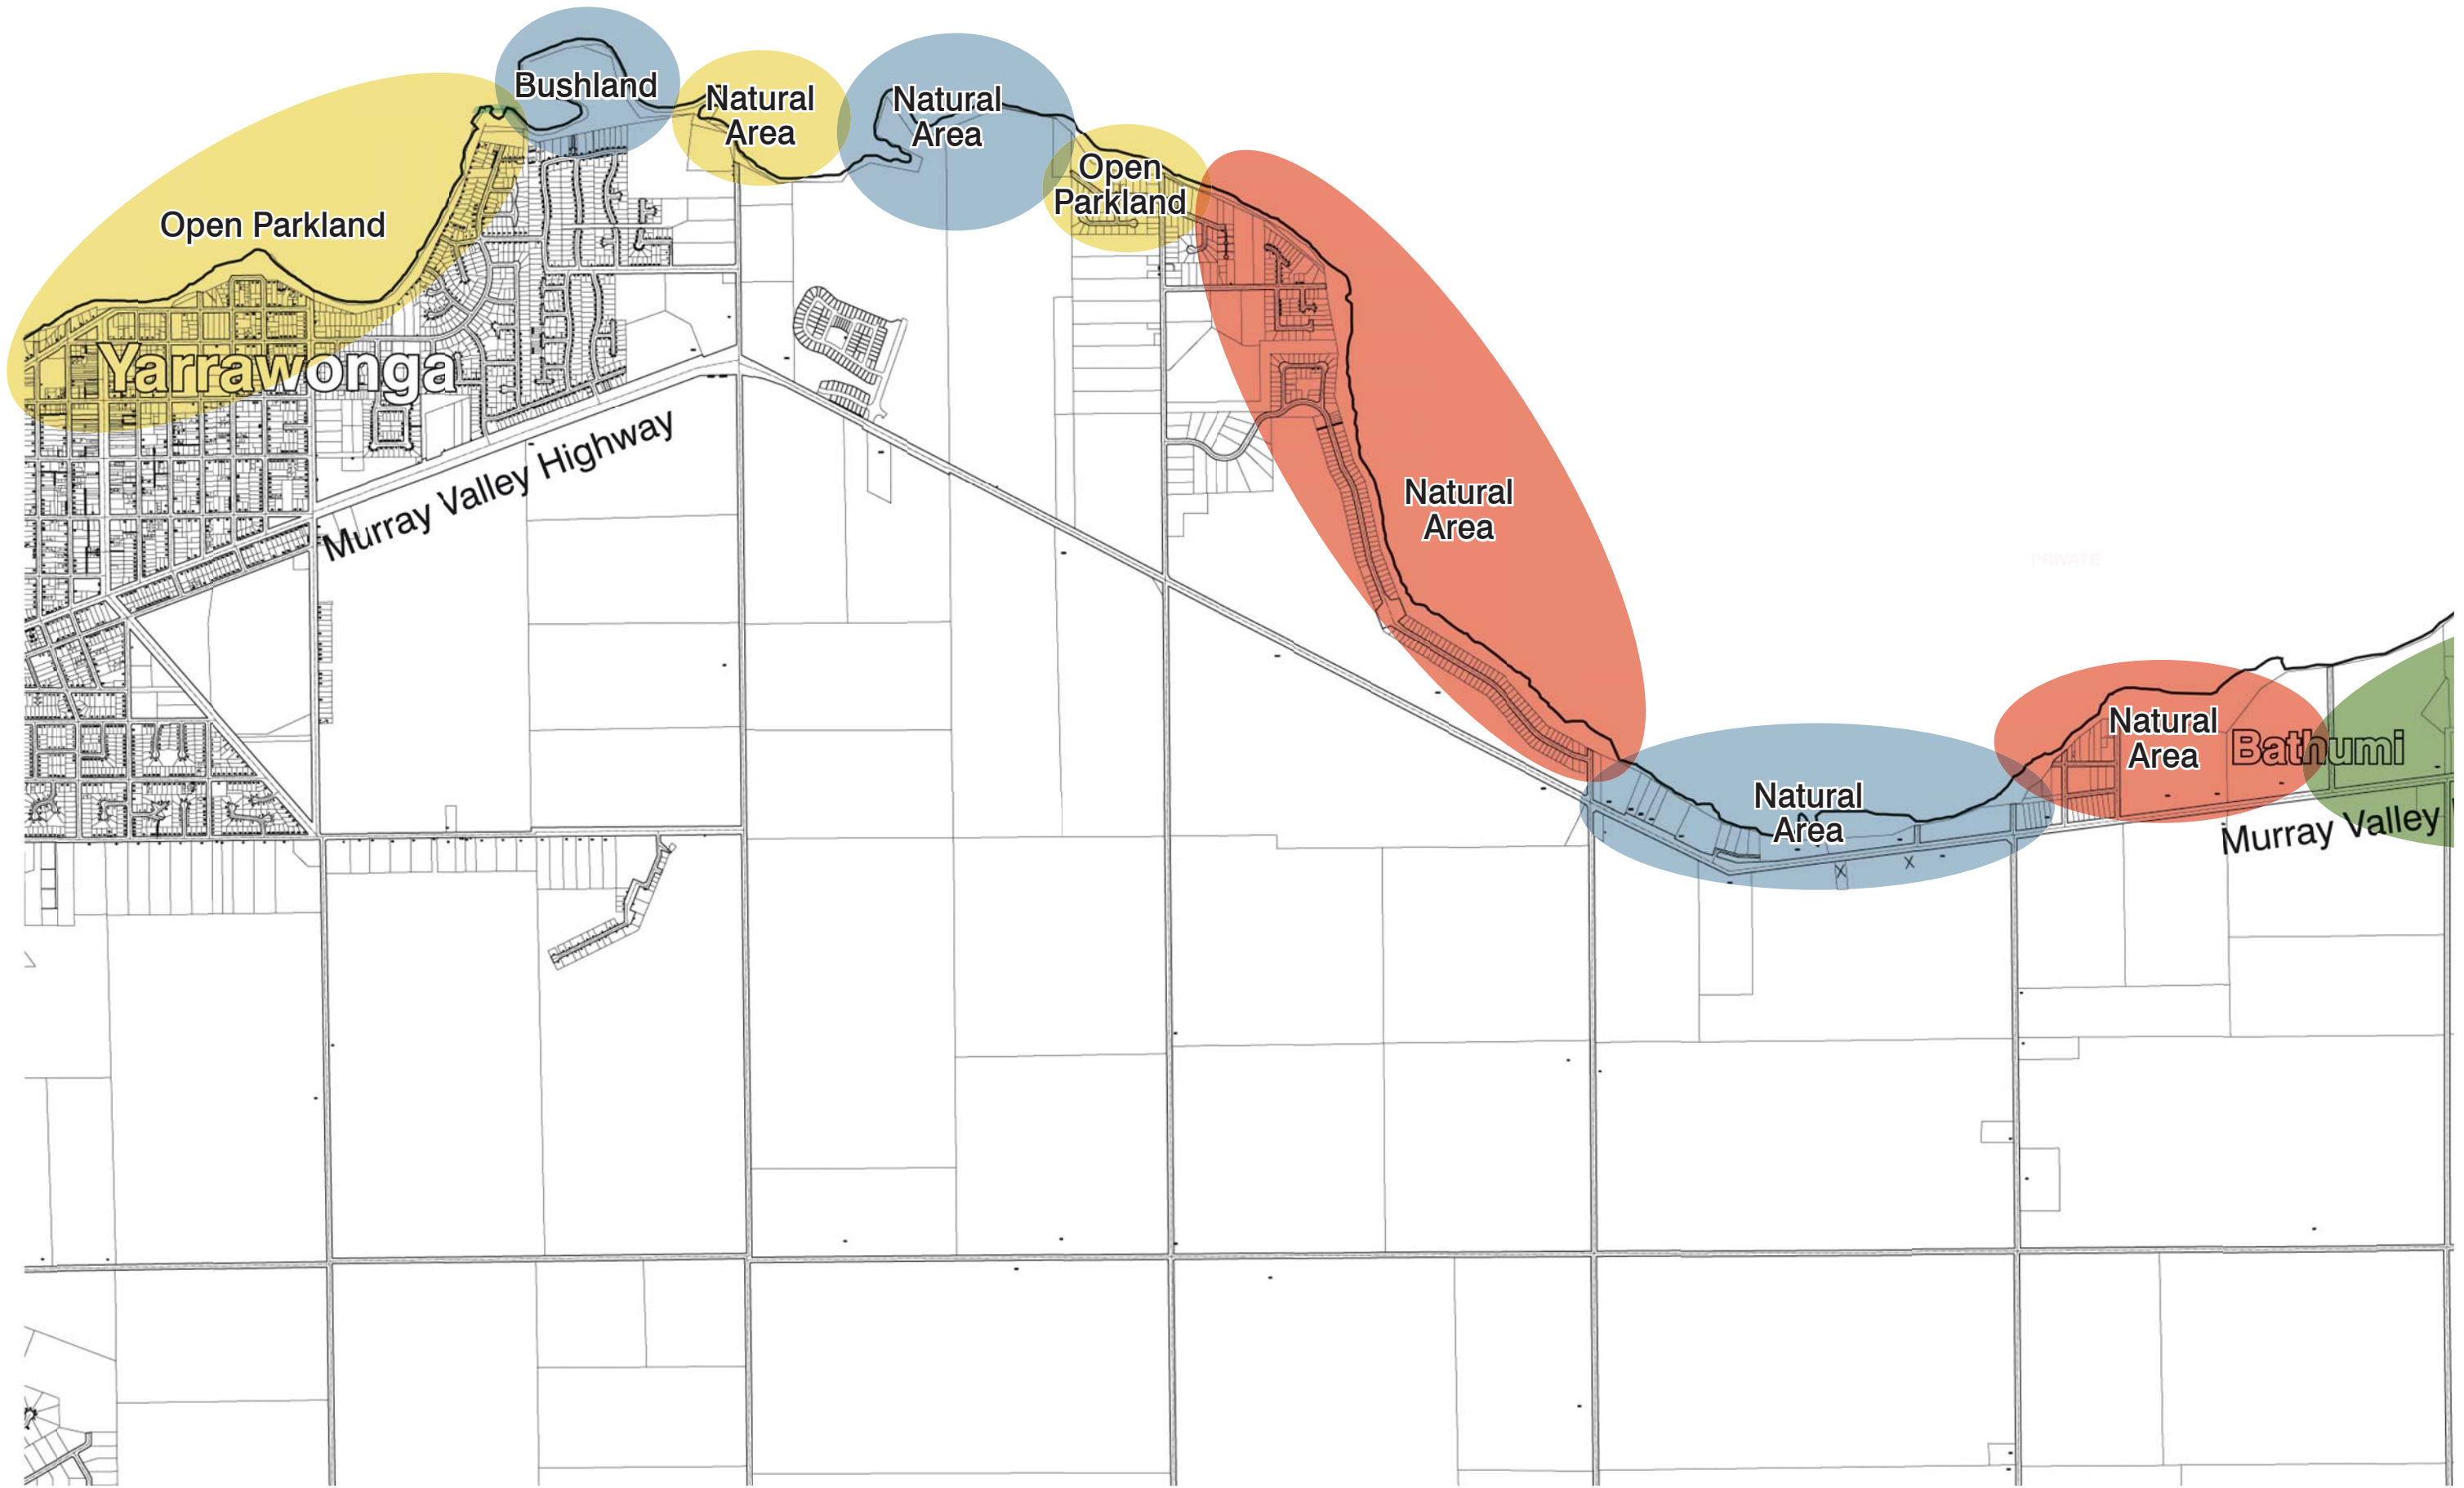 Bushland
Natural
Area
Natural
Area
Open
Parkland
Open Parkland
Yarrawonga
Murray Valley Highway
Natural
Area
PRIVATE
Natural
Area
Bathumi
Natural
Area
Murray Valley
X
X